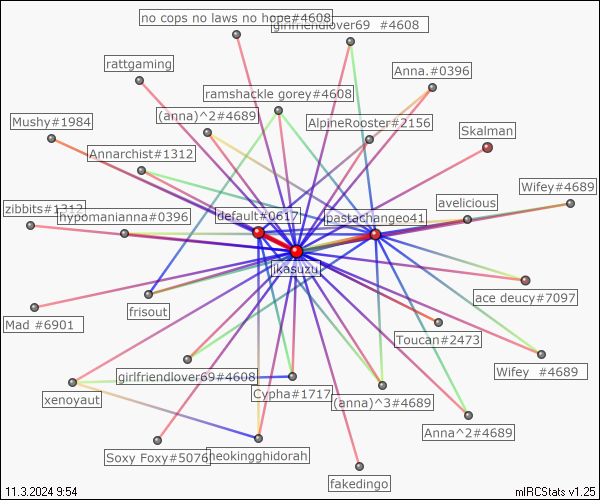 no cops no laws no hope#4608
girlfriendlover69 #4608
rattgaming
Anna.#0396
ramshackle gorey#4608
(anna)^2#4689
Mushy#1984
AlpineRooster#2156
Skalman
Annarchist#1312
Wifey#4689
avelicious
zibbits#1312
hypomanianna#0396
default#0617
pastachangeo41
jikasuzu
ace deucy#7097
frisout
Mad #6901
Toucan#2473
Wifey #4689
girlfriendlover69#4608
Cypha#1717
xenoyaut
(anna)^3#4689
Anna^2#4689
Soxy Foxy#5076
neokingghidorah
fakedingo
11.3.2024 9:54
mIRCStats v1.25